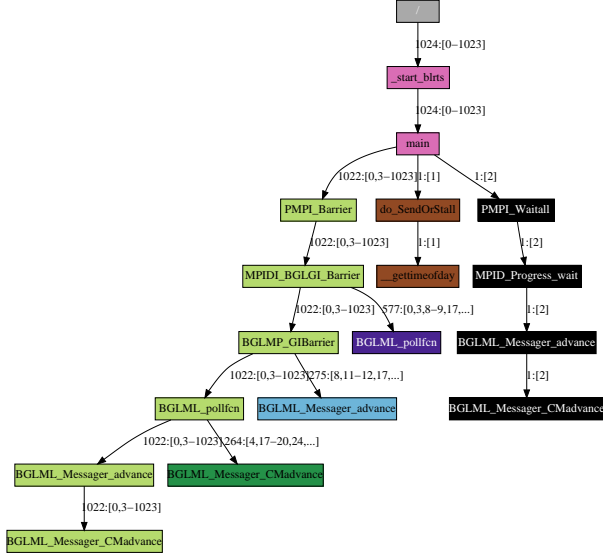 /
1024:[0−1023]
_start_blrts
1024:[0−1023]
main
1022:[0,3−1023]
1:[1]
1:[2]
PMPI_Barrier
do_SendOrStall
PMPI_Waitall
1022:[0,3−1023]
1:[1]
1:[2]
MPIDI_BGLGI_Barrier
__gettimeofday
MPID_Progress_wait
1022:[0,3−1023]
577:[0,3,8−9,17,...]
1:[2]
BGLMP_GIBarrier
BGLML_pollfcn
BGLML_Messager_advance
1022:[0,3−1023]
275:[8,11−12,17,...]
1:[2]
BGLML_pollfcn
BGLML_Messager_advance
BGLML_Messager_CMadvance
1022:[0,3−1023]
264:[4,17−20,24,...]
BGLML_Messager_advance
BGLML_Messager_CMadvance
1022:[0,3−1023]
BGLML_Messager_CMadvance